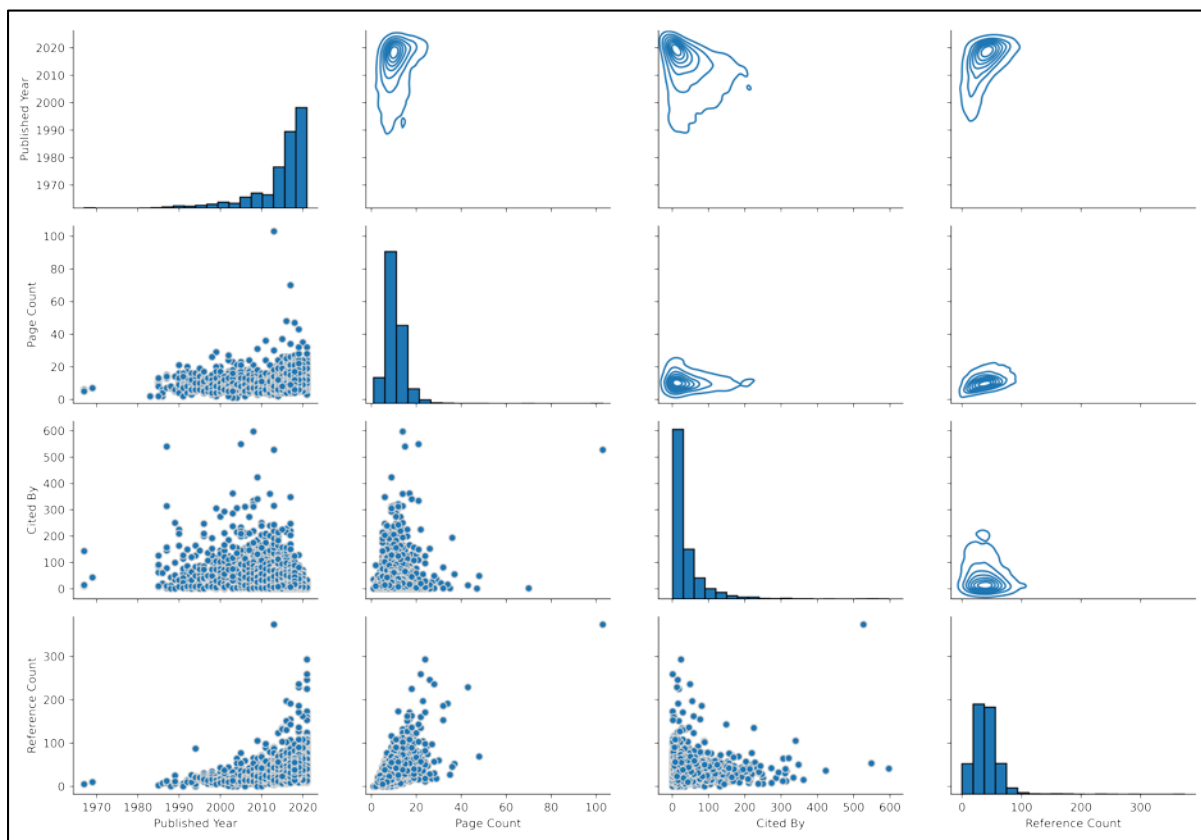 Published Year
2020
2010
2000
1990
1980
1970
Page Count
100
80
60
40
20
0
Cited By
600
500
400
300
200
100
0
Reference Count
300
200
100
0
1970 1980 1990 2000 2010 2020
Published Year
0 20 40 60 80 100
Page Count
0 100 200 300 400 500 600
Cited By
0 100 200 300
Reference Count